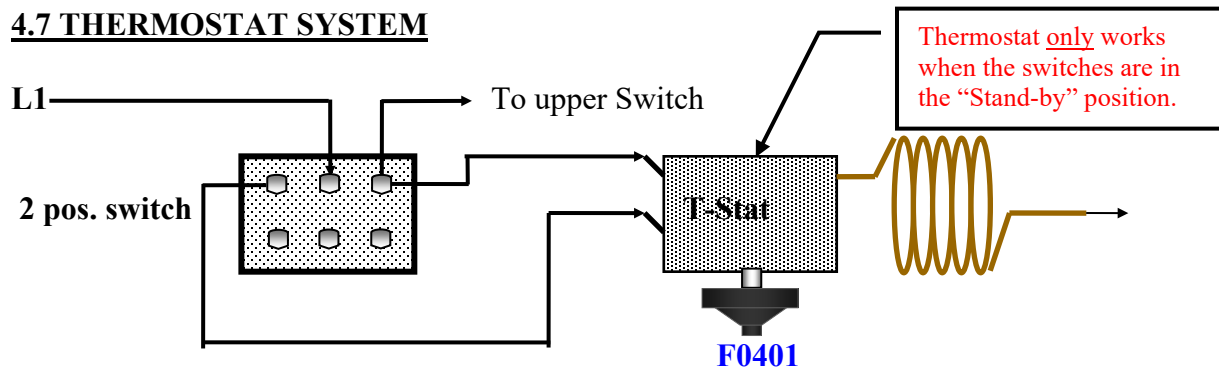 4.7 THERMOSTAT SYSTEM
Thermostat only works
when the switches are in
the “Stand-by” position.
L1
To upper Switch
2 pos. switch
T-Stat
F0401